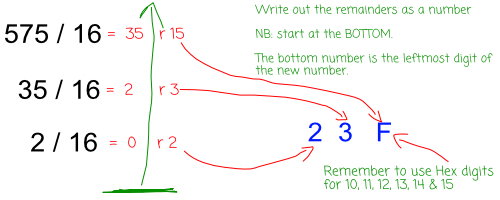 Write out the remainders as a number
575 / 16 = 35 r 15
NB: start at the BOTTOM.
The bottom number is the leftmost digit of
the new number.
35 / 16 = 2 r 3
2 3 F
2 / 16 = 0 r 2
Remember to use Hex digits
for 10, 11, 12, 13, 14 & 15